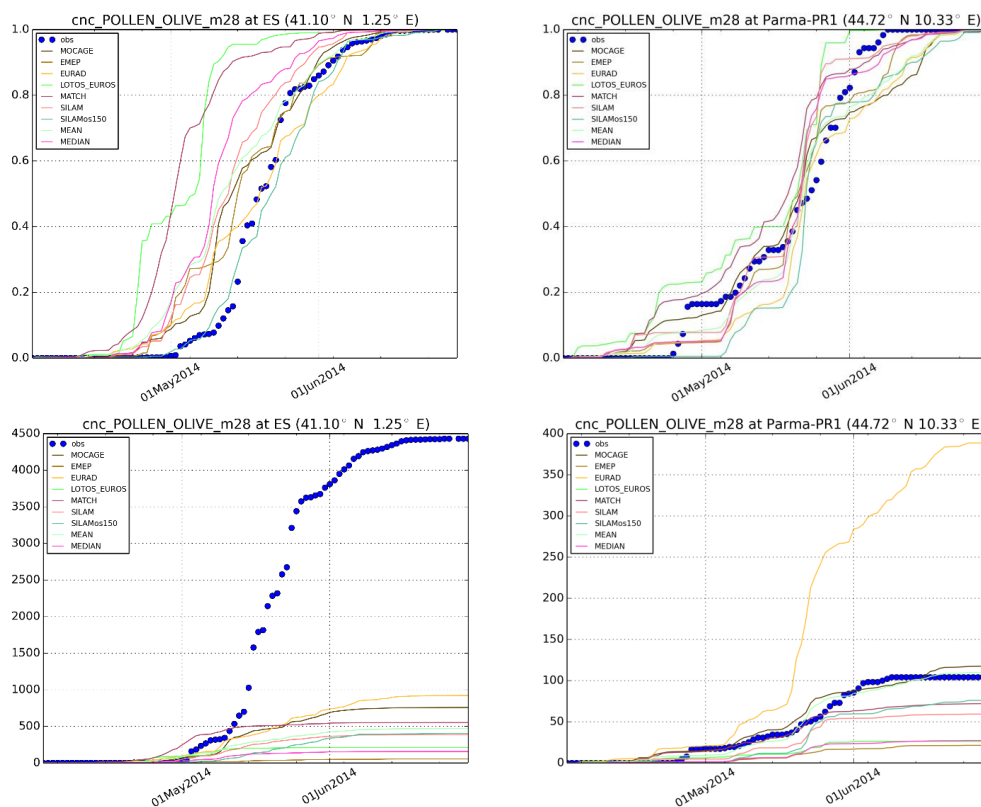 cnc_POLLEN_OLIVE_m28 at ES (41.10° N 1.25° E)
1.0
0.8
0.6
0.4
0.2
0.0
obs
MOCAGE
EMEP
EURAD
LOTOS_EUROS
MATCH
SILAM
SILAMos150
MEAN
MEDIAN
01May2014
01Jun2014
cnc_POLLEN_OLIVE_m28 at Parma-PR1 (44.72° N 10.33° E)
1.0
0.8
0.6
0.4
0.2
0.0
obs
MOCAGE
EMEP
EURAD
LOTOS_EUROS
MATCH
SILAM
SILAMos150
MEAN
MEDIAN
01May2014
01Jun2014
cnc_POLLEN_OLIVE_m28 at ES (41.10° N 1.25° E)
4500
4000
3500
3000
2500
2000
1500
1000
500
0
obs
MOCAGE
EMEP
EURAD
LOTOS_EUROS
MATCH
SILAM
SILAMos150
MEAN
MEDIAN
01May2014
01Jun2014
cnc_POLLEN_OLIVE_m28 at Parma-PR1 (44.72° N 10.33° E
400
350
300
250
200
150
100
50
0
obs
MOCAGE
EMEP
EURAD
LOTOS_EUROS
MATCH
SILAM
SILAMos150
MEAN
MEDIAN
01May2014
01Jun2014